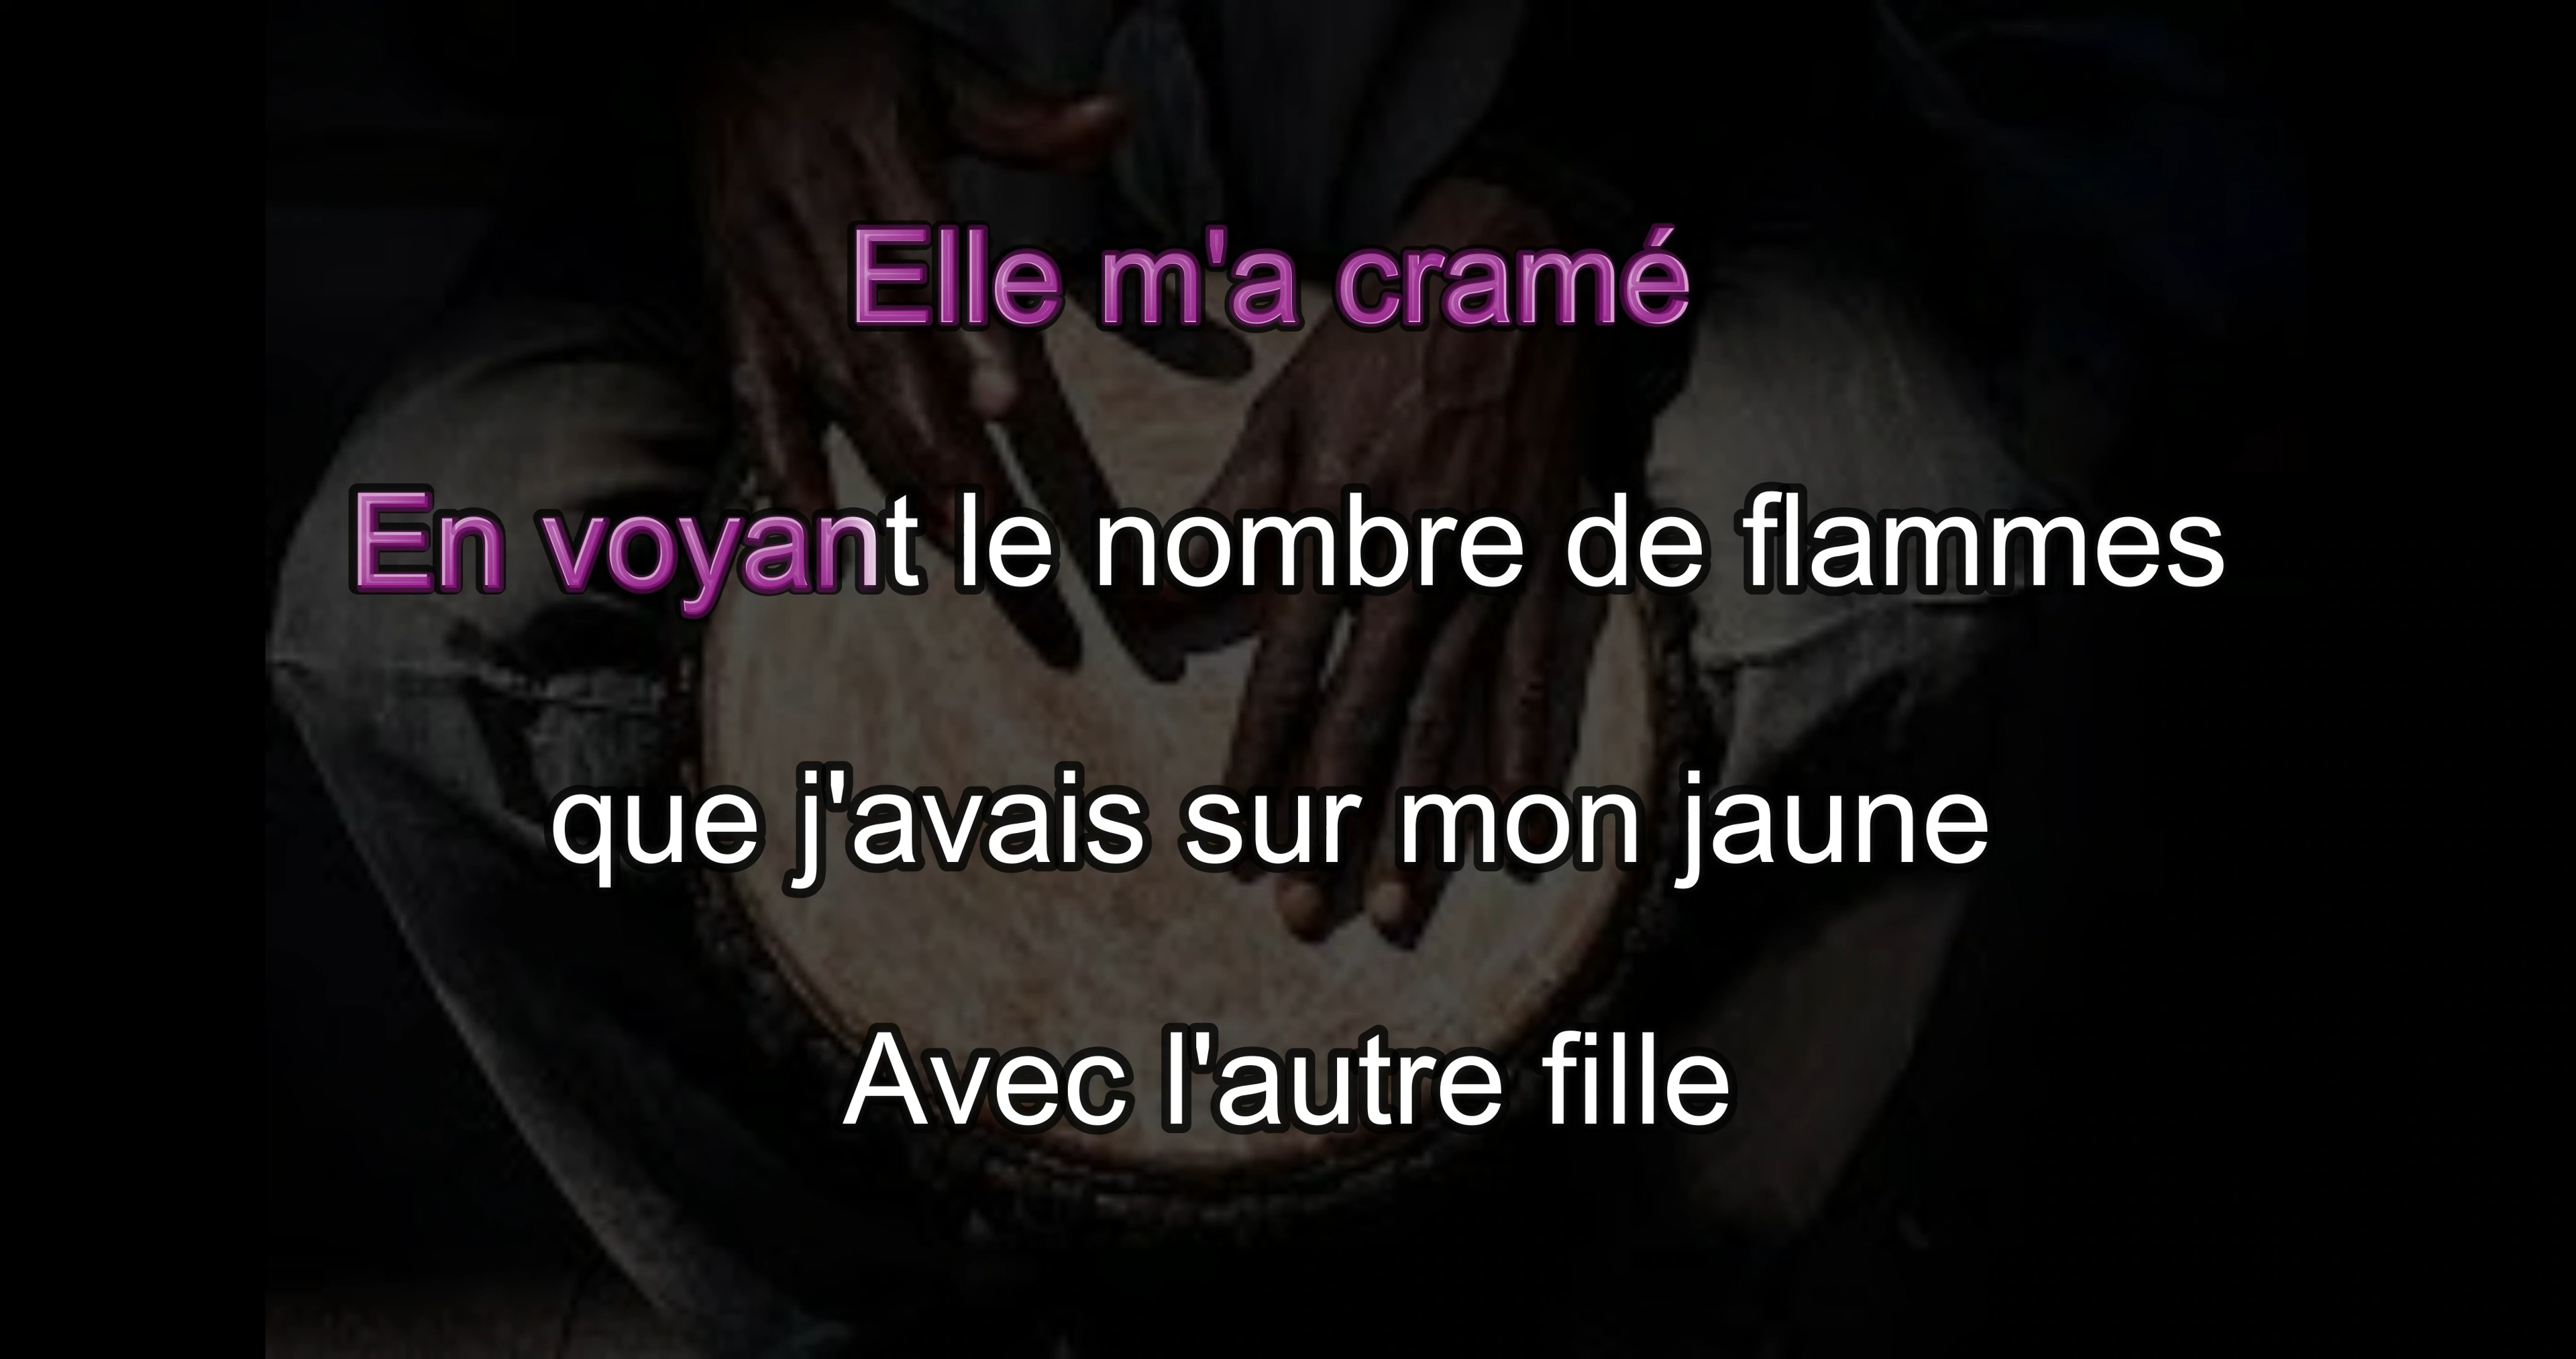 Elle m'a cramé
En voyant le nombre de flammes
que j'avais sur mon jaune
Avec l'autre fille